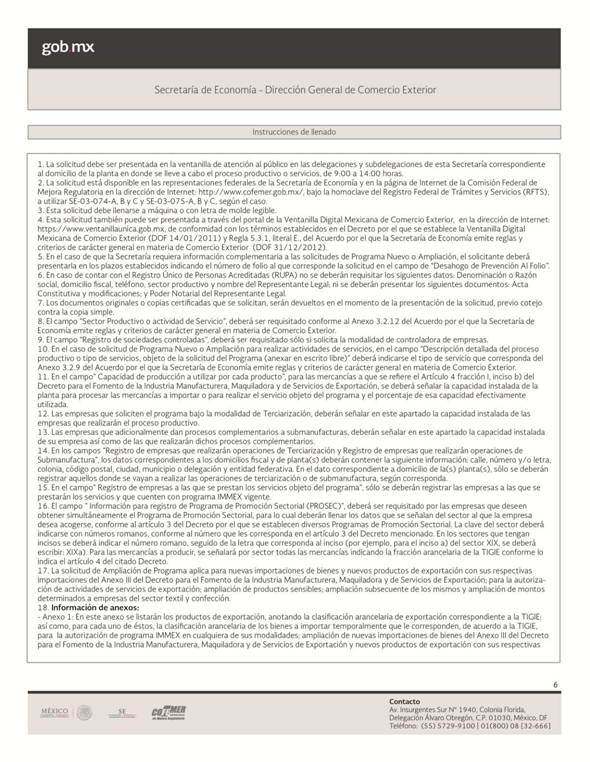 gob.mx
Secretaría de Economía - Dirección General de Comercio Exterior
Instrucciones de llenado
1. La solicitud debe ser presentada en la ventanilla de atención al público en las delegaciones y subdelegaciones de esta Secretaría correspondiente
al domicilio de la planta en donde se lleve a cabo el proceso productivo o servicios, de 9:00 a 14:00 horas.
2. La solicitud está disponible en las representaciones federales de la Secretaría de Economía y en la página de Internet de la Comisión Federal de
Mejora Regulatoria en la dirección de Internet: http://www.cofemer.gob.mx/, bajo la homoclave del Registro Federal de Trámites y Servicios (RFTS),
a utilizar SE-03-074-A, B y C y SE-03-075-A, B y C, según el caso.
3. Esta solicitud debe llenarse a máquina o con letra de molde legible.
4. Esta solicitud también puede ser presentada a través del portal de la Ventanilla Digital Mexicana de Comercio Exterior, en la dirección de Internet:
https://www.ventanillaunica.gob.mx, de conformidad con los términos establecidos en el Decreto por el que se establece la Ventanilla Digital
Mexicana de Comercio Exterior (DOF 14/01/2011) y Regla 5.3.1, literal E., del Acuerdo por el que la Secretaría de Economía emite reglas y
criterios de carácter general en materia de Comercio Exterior (DOF 31/12/2012).
5. En el caso de que la Secretaría requiera información complementaria a las solicitudes de Programa Nuevo o Ampliación, el solicitante deberá
presentarla en los plazos establecidos indicando el número de folio al que corresponde la solicitud en el campo de "Desahogo de Prevención Al Folio".
6. En caso de contar con el Registro Único de Personas Acreditadas (RUPA) no se deberán requisitar los siguientes datos: Denominación o Razón
social, domicilio fiscal, teléfono, sector productivo y nombre del Representante Legal; ni se deberán presentar los siguientes documentos: Acta
Constitutiva y modificaciones; y Poder Notarial del Representante Legal.
7. Los documentos originales o copias certificadas que se solicitan, serán devueltos en el momento de la presentación de la solicitud, previo cotejo
contra la copia simple.
8. El campo "Sector Productivo o actividad de Servicio", deberá ser requisitado conforme al Anexo 3.2.12 del Acuerdo por el que la Secretaría de
Economía emite reglas y criterios de carácter general en materia de Comercio Exterior.
9. El campo "Registro de sociedades controladas", deberá ser requisitado sólo si solicita la modalidad de controladora de empresas.
10. En el caso de solicitud de Programa Nuevo o Ampliación para realizar actividades de servicios, en el campo "Descripción detallada del proceso
productivo o tipo de servicios, objeto de la solicitud del Programa (anexar en escrito libre)" deberá indicarse el tipo de servicio que corresponda del
Anexo 3.2.9 del Acuerdo por el que la Secretaría de Economía emite reglas y criterios de carácter general en materia de Comercio Exterior.
11. En el campo" Capacidad de producción a utilizar por cada producto", para las mercancías a que se refiere el Artículo 4 fracción I, inciso b) del
Decreto para el Fomento de la Industria Manufacturera, Maquiladora y de Servicios de Exportación, se deberá señalar la capacidad instalada de la
planta para procesar las mercancías a importar o para realizar el servicio objeto del programa y el porcentaje de esa capacidad efectivamente
utilizada.
12. Las empresas que soliciten el programa bajo la modalidad de Terciarización, deberán señalar en este apartado la capacidad instalada de las
empresas que realizarán el proceso productivo.
13. Las empresas que adicionalmente dan procesos complementarios a submanufacturas, deberán señalar en este apartado la capacidad instalada
de su empresa así como de las que realizarán dichos procesos complementarios.
14. En los campos "Registro de empresas que realizarán operaciones de Terciarización y Registro de empresas que realizarán operaciones de
Submanufactura", los datos correspondientes a los domicilios fiscal y de planta(s) deberán contener la siguiente información: calle, número y/o letra,
colonia, código postal, ciudad, municipio o delegación y entidad federativa. En el dato correspondiente a domicilio de la(s) planta(s), sólo se deberán
registrar aquellos donde se vayan a realizar las operaciones de terciarización o de submanufactura, según corresponda.
15. En el campo" Registro de empresas a las que se prestan los servicios objeto del programa", sólo se deberán registrar las empresas a las que se
prestarán los servicios y que cuenten con programa IMMEX vigente.
16. El campo " Información para registro de Programa de Promoción Sectorial (PROSEC)", deberá ser requisitado por las empresas que deseen
obtener simultáneamente el Programa de Promoción Sectorial, para lo cual deberán llenar los datos que se señalan del sector al que la empresa
desea acogerse, conforme al artículo 3 del Decreto por el que se establecen diversos Programas de Promoción Sectorial. La clave del sector deberá
indicarse con números romanos, conforme al número que les corresponda en el artículo 3 del Decreto mencionado. En los sectores que tengan
incisos se deberá indicar el número romano, seguido de la letra que corresponda al inciso (por ejemplo, para el inciso a) del sector XIX, se deberá
escribir: XIXa). Para las mercancías a producir, se señalará por sector todas las mercancías indicando la fracción arancelaria de la TIGIE conforme lo
indica el artículo 4 del citado Decreto.
17. La solicitud de Ampliación de Programa aplica para nuevas importaciones de bienes y nuevos productos de exportación con sus respectivas
importaciones del Anexo III del Decreto para el Fomento de la Industria Manufacturera, Maquiladora y de Servicios de Exportación; para la autoriza-
ción de actividades de servicios de exportación; ampliación de productos sensibles; ampliación subsecuente de los mismos y ampliación de montos
determinados a empresas del sector textil y confección.
18. Información de anexos:
- Anexo 1: En este anexo se listarán los productos de exportación, anotando la clasificación arancelaria de exportación correspondiente a la TIGIE;
así como, para cada uno de éstos, la clasificación arancelaria de los bienes a importar temporalmente que le corresponden, de acuerdo a la TIGIE,
para la autorización de programa IMMEX en cualquiera de sus modalidades; ampliación de nuevas importaciones de bienes del Anexo III del Decreto
para el Fomento de la Industria Manufacturera, Maquiladora y de Servicios de Exportación y nuevos productos de exportación con sus respectivas
6
MÉXICO
SE
COFEMER
Contacto
Av. Insurgentes Sur N° 1940, Colonia Florida,
Delegación Álvaro Obregón, C.P. 01030, México, DF
Teléfono: (55) 5729-9100 | 01(800) 08 [32-666]